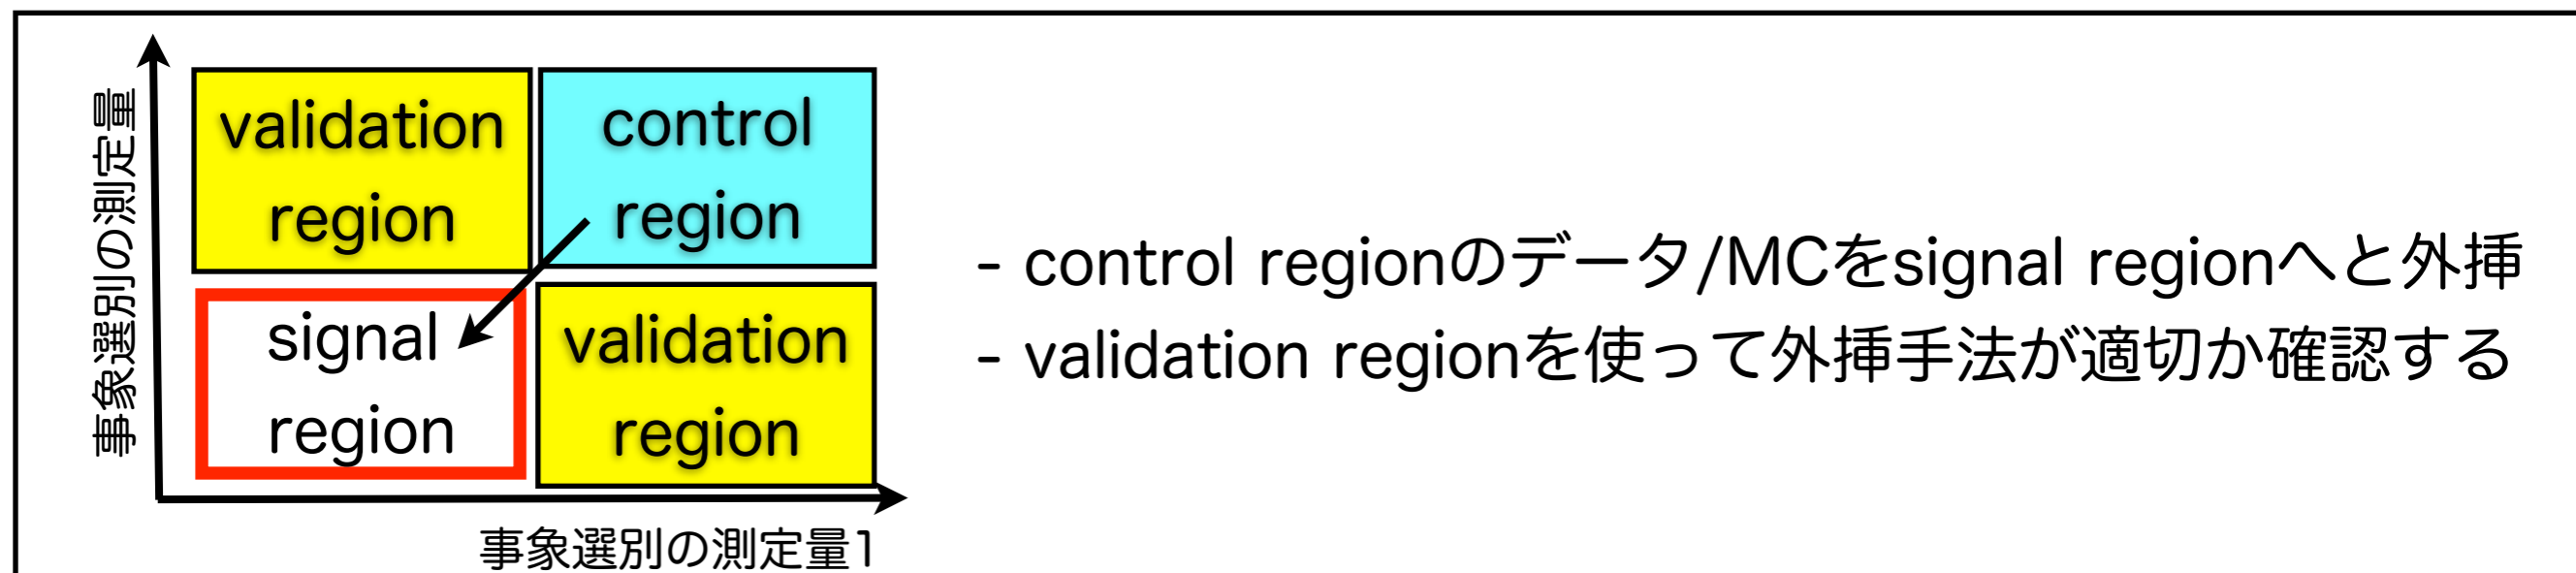 事象選別の測定量
validation
region
control
region
signal
region
validation
region
事象選別の測定量1
- control regionのデータ/MCをsignal regionへと外挿
- validation regionを使って外挿手法が適切か確認する